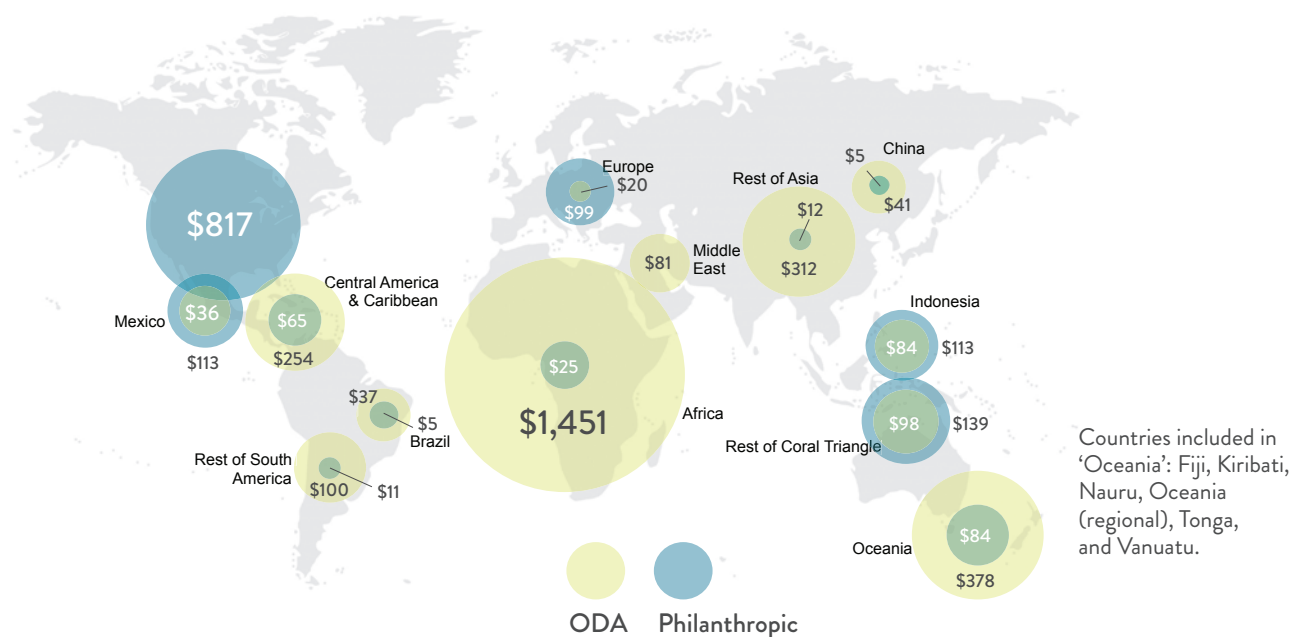 $817
Mexico
$36
$113
Central America
& Caribbean
$65
$254
$37
$5
Brazil
Rest of South
America
$100
$11
Europe
$20
$99
Middle
East
$81
$25
$1,451
Africa
Rest of Asia
$12
$312
China
$5
$41
Indonesia
$84
$113
$98
$139
Rest of Coral Triangle
Oceania
$84
$378
Countries included in
‘Oceania’: Fiji, Kiribati,
Nauru, Oceania
(regional), Tonga,
and Vanuatu.
ODA
Philanthropic